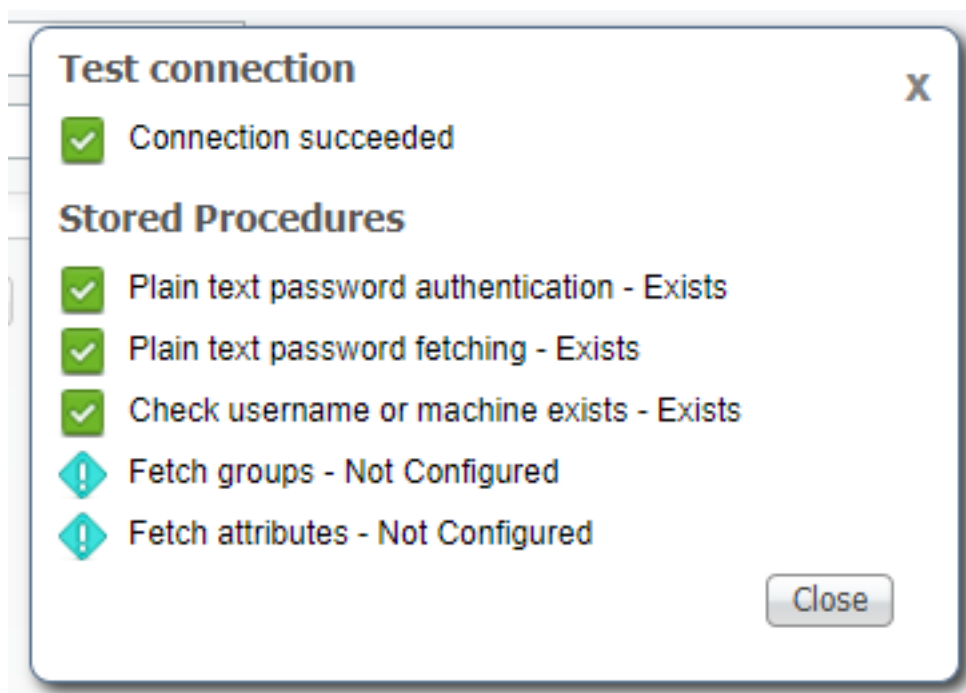 Test connection
X
Connection succeeded
Stored Procedures
Plain text password authentication - Exists
Plain text password fetching - Exists
Check username or machine exists - Exists
Fetch groups - Not Configured
Fetch attributes - Not Configured
Close